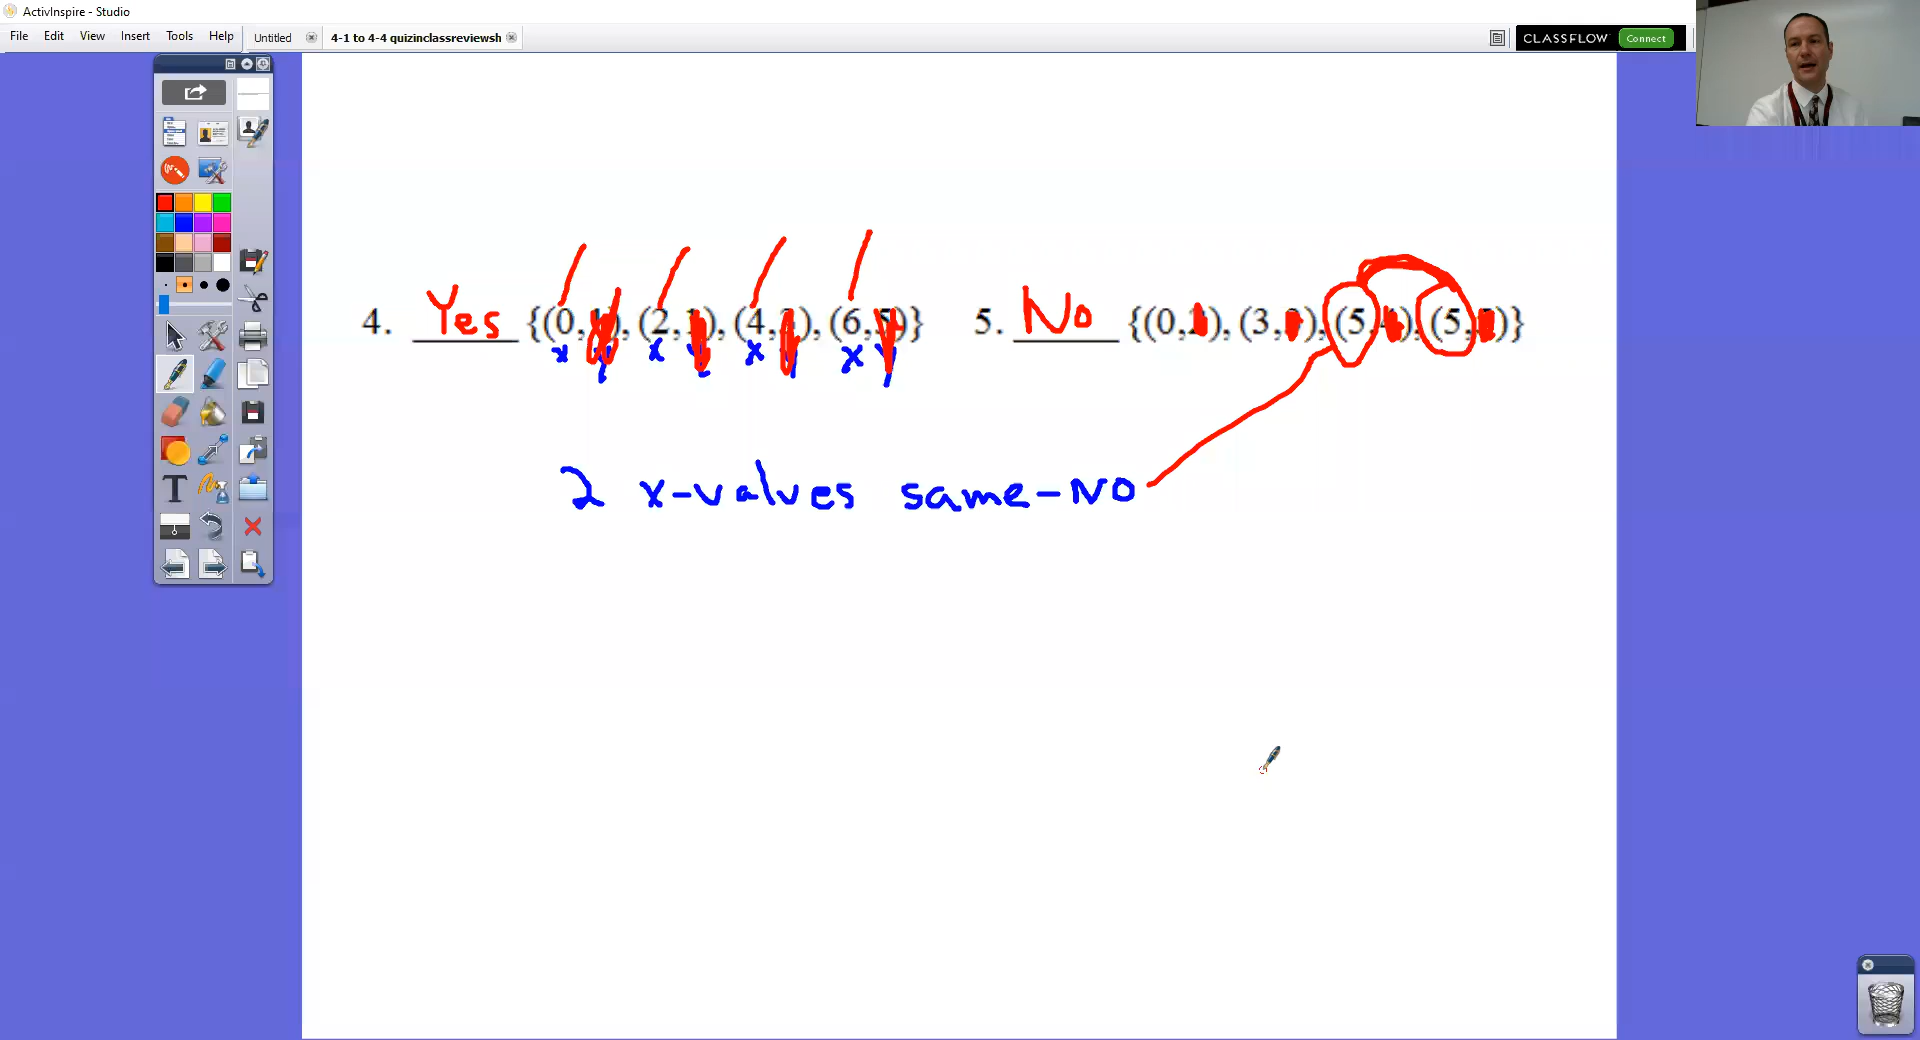 ActivInspire - Studio
File Edit View Insert Tools Help Untitled 4-1 to 4-4 quizinclassreviewsh CLASSFLOW Connect
4. Yes {(0, ), (2, ), (4, ), (6, )} 5. No {(0, ), (3, ), (5, ), (5, )}
x y x y x y x y
2 x-values same-NO